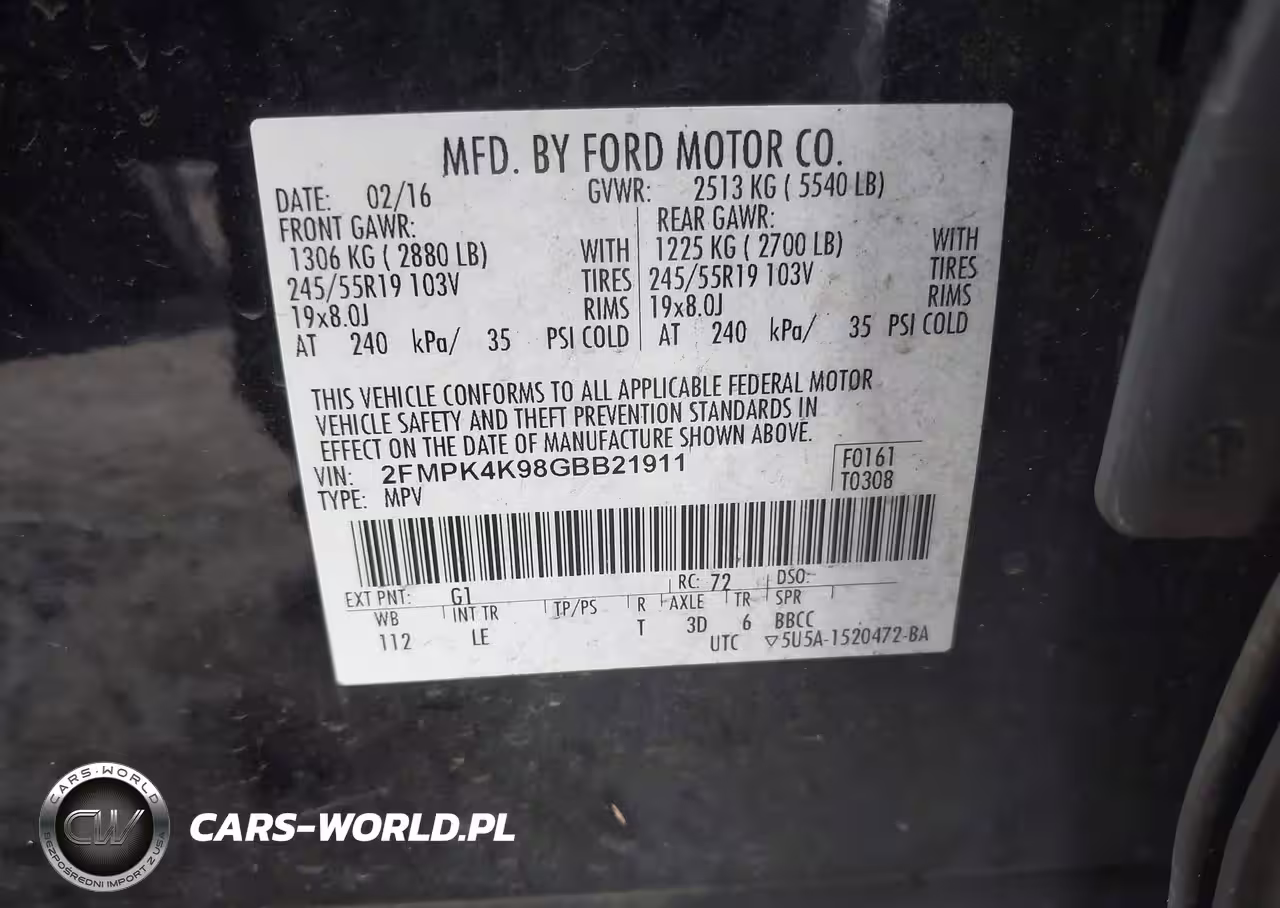 MFD. BY FORD MOTOR CO.
DATE: 02/16 GVWR: 2513 KG ( 5540 LB)
FRONT GAWR: REAR GAWR:
1306 KG ( 2880 LB) WITH 1225 KG ( 2700 LB) WITH
245/55R19 103V TIRES 245/55R19 103V TIRES
19x8.0J RIMS 19x8.0J RIMS
AT 240 kPa/ 35 PSI COLD AT 240 kPa/ 35 PSI COLD
THIS VEHICLE CONFORMS TO ALL APPLICABLE FEDERAL MOTOR
VEHICLE SAFETY AND THEFT PREVENTION STANDARDS IN
EFFECT ON THE DATE OF MANUFACTURE SHOWN ABOVE.
VIN: 2FMPK4K98GBB21911 F0161
TYPE: MPV T0308
EXT PNT: G1 RC: 72 DSO:
WB INT TR TP/PS R AXLE TR SPR
112 LE T 3D 6 BBCC
UTC ▽5U5A-1520472-BA
CARS-WORLD
CW
BEZPOŚREDNI IMPORT Z USA
CARS-WORLD.PL